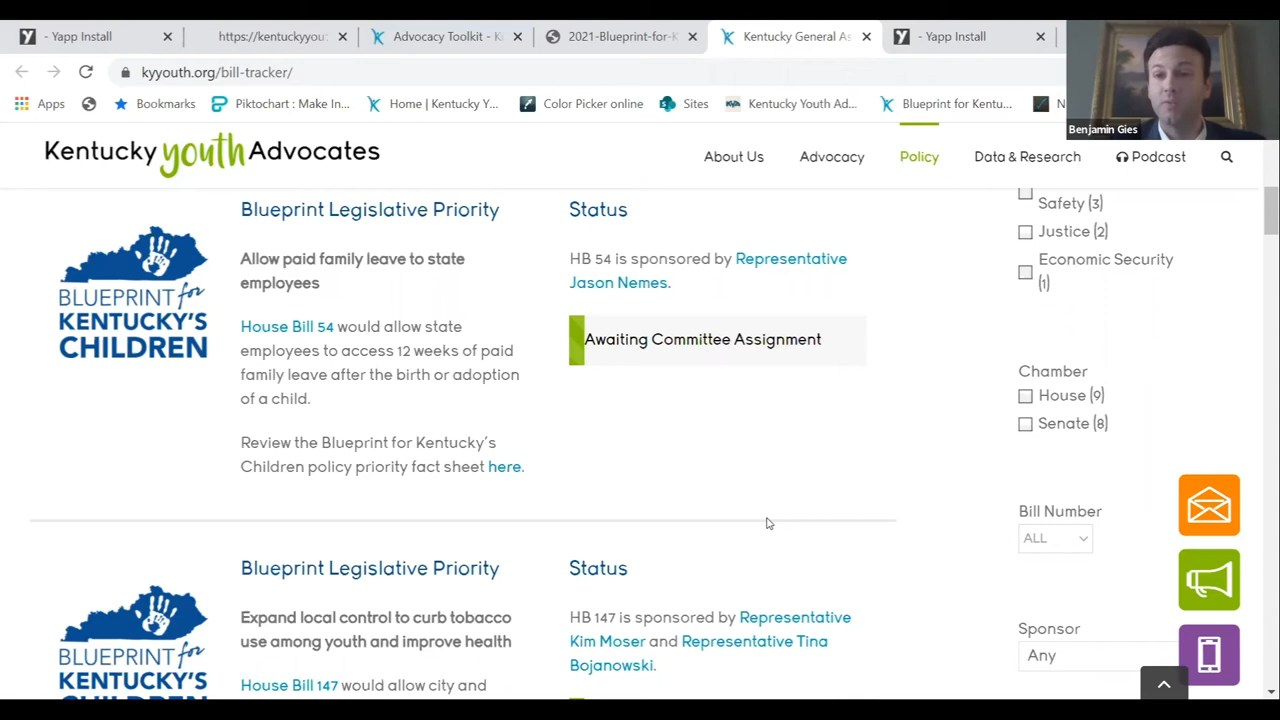 - Yapp Install
https://kentuckyyou
Advocacy Toolkit - K
2021-Blueprint-for-K
Kentucky General As
- Yapp Install
kyyouth.org/bill-tracker/
Apps
Bookmarks
Piktochart : Make In...
Home | Kentucky Y...
Color Picker online
Sites
Kentucky Youth Ad...
Blueprint for Kentu...
Benjamin Gies
Kentucky youth Advocates
About Us
Advocacy
Policy
Data & Research
Podcast
Blueprint Legislative Priority
Status
Allow paid family leave to state
employees
HB 54 is sponsored by Representative
Jason Nemes.
BLUEPRINT for
KENTUCKY'S
CHILDREN
House Bill 54 would allow state
employees to access 12 weeks of paid
family leave after the birth or adoption
of a child.
Awaiting Committee Assignment
Review the Blueprint for Kentucky's
Children policy priority fact sheet here.
Blueprint Legislative Priority
Status
Expand local control to curb tobacco
use among youth and improve health
HB 147 is sponsored by Representative
Kim Moser and Representative Tina
Bojanowski.
BLUEPRINT for
KENTUCKY'S
CHILDREN
House Bill 147 would allow city and
Safety (3)
Justice (2)
Economic Security
(1)
Chamber
House (9)
Senate (8)
Bill Number
ALL
Sponsor
Any